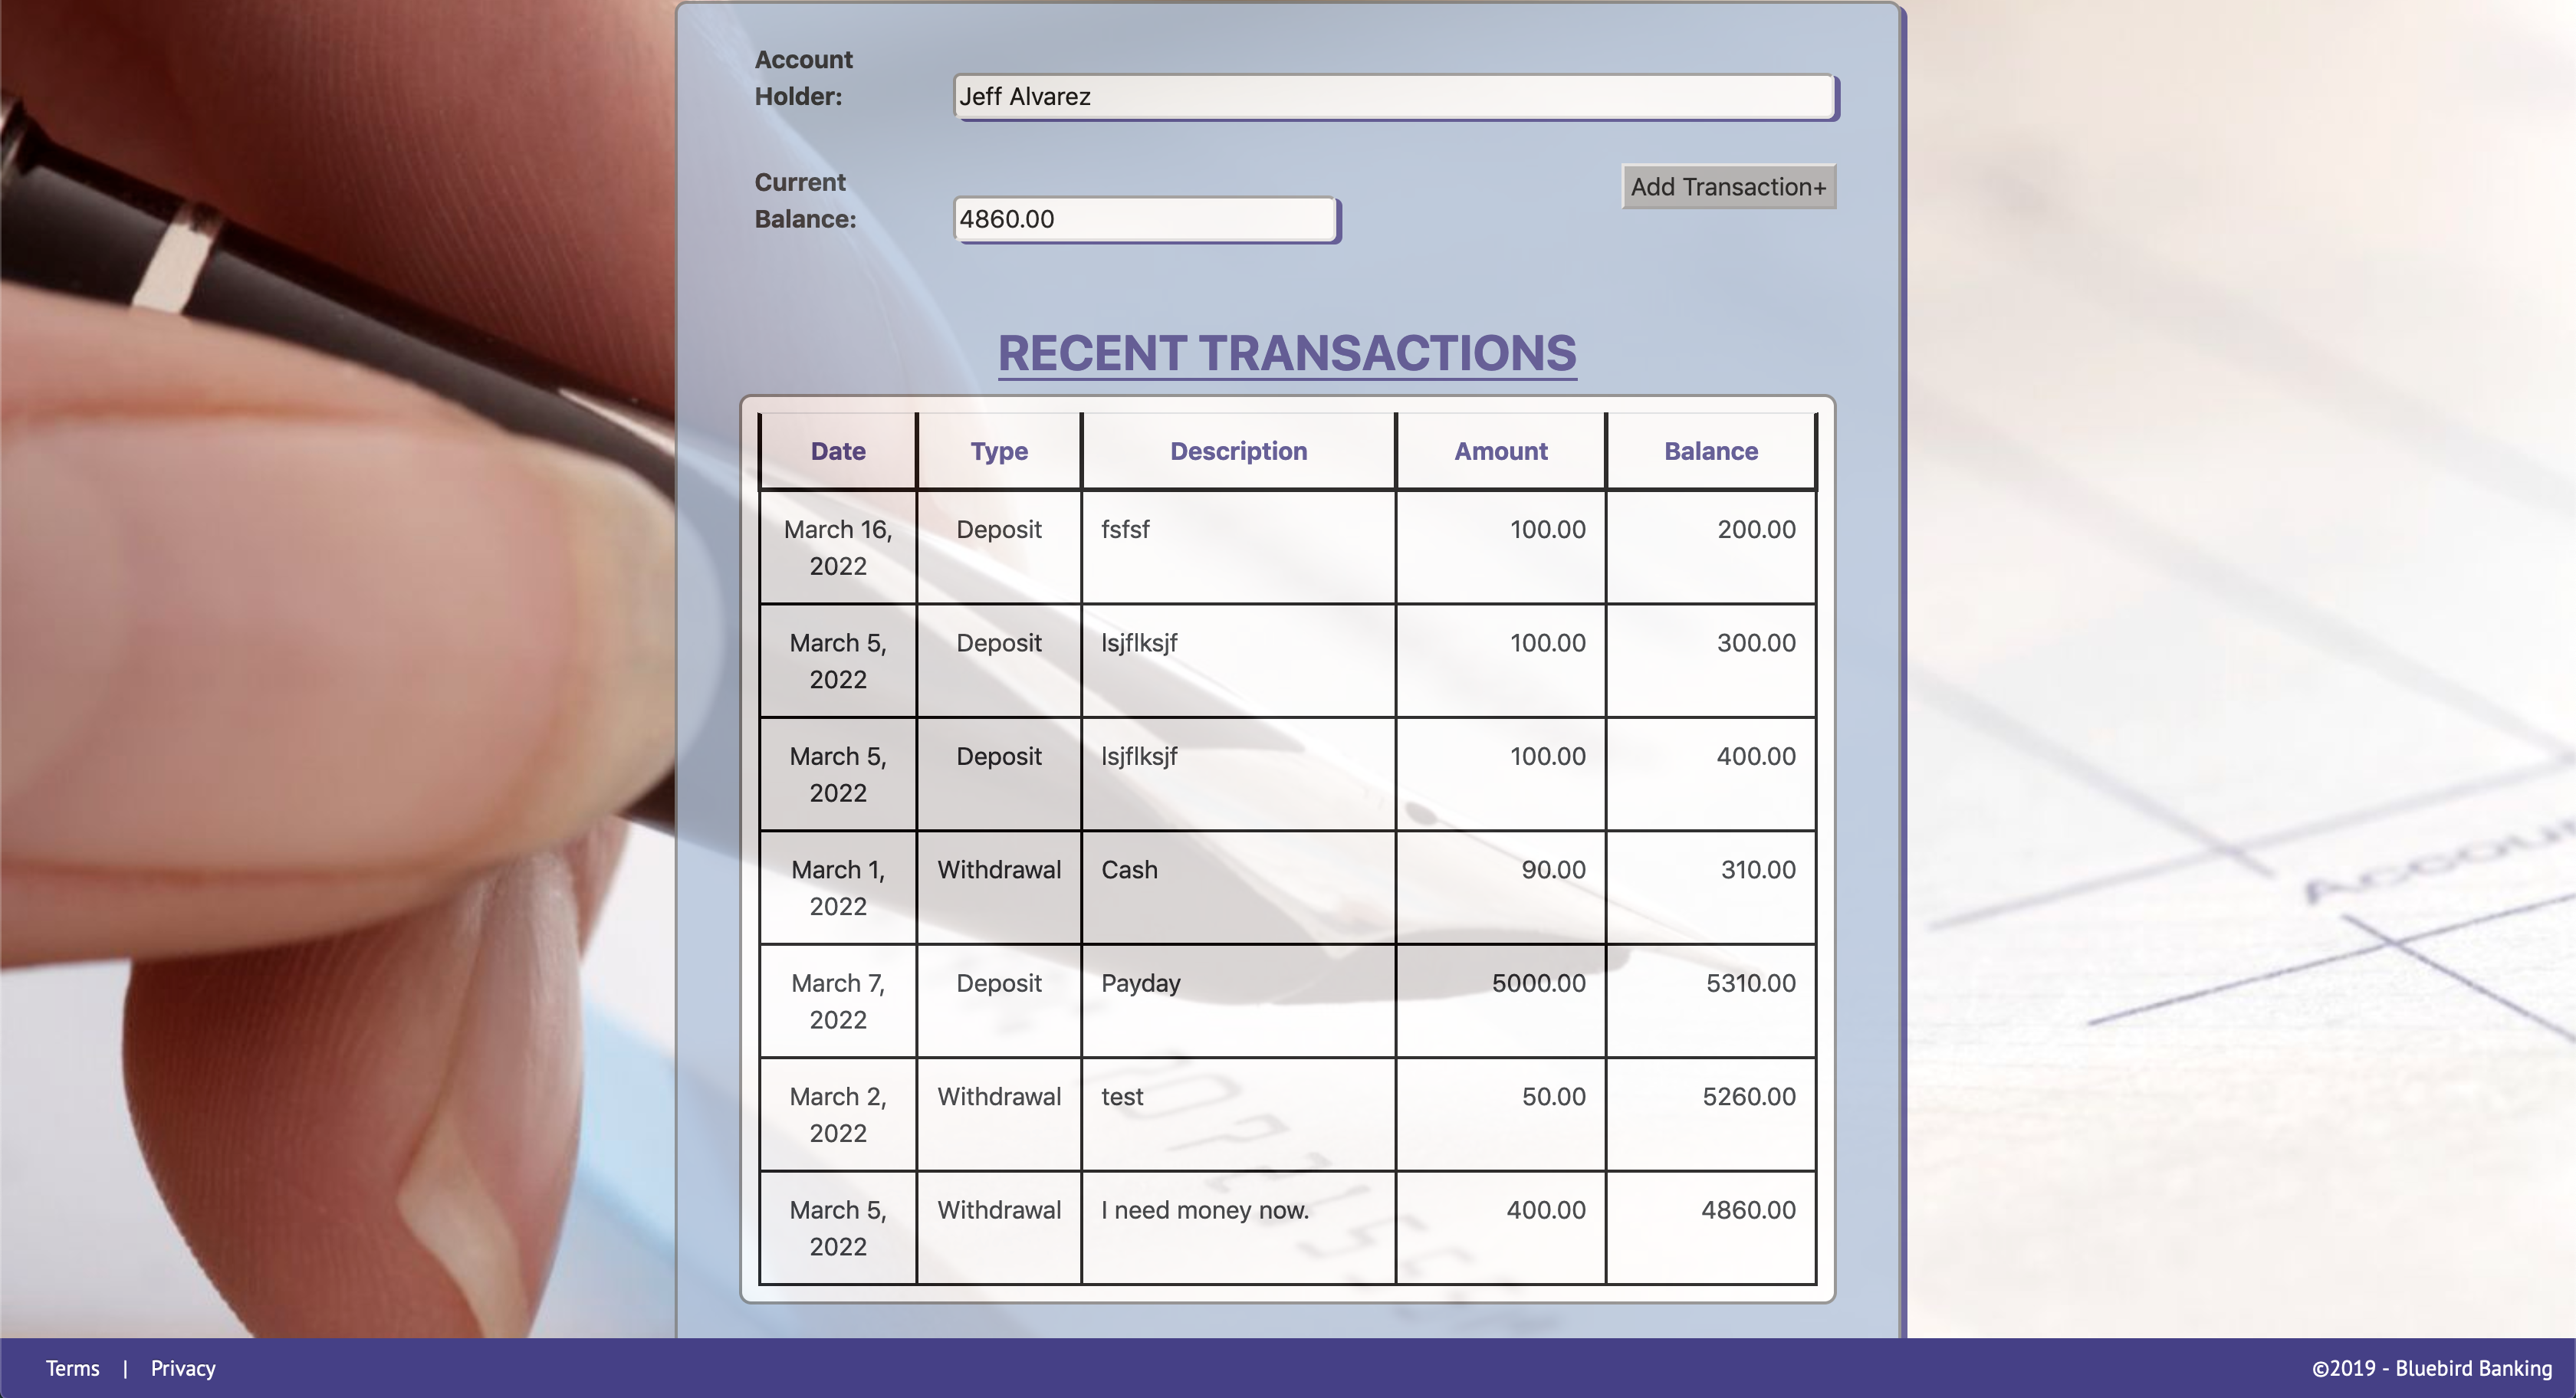 Account
Holder:
Jeff Alvarez
Current
Balance:
4860.00
Add Transaction+
RECENT TRANSACTIONS
Date Type Description Amount Balance
March 16, Deposit fsfsf 100.00 200.00
2022
March 5, Deposit lsjflksjf 100.00 300.00
2022
March 5, Deposit lsjflksjf 100.00 400.00
2022
March 1, Withdrawal Cash 90.00 310.00
2022
March 7, Deposit Payday 5000.00 5310.00
2022
March 2, Withdrawal test 50.00 5260.00
2022
March 5, Withdrawal I need money now. 400.00 4860.00
2022
Terms | Privacy
©2019 - Bluebird Banking